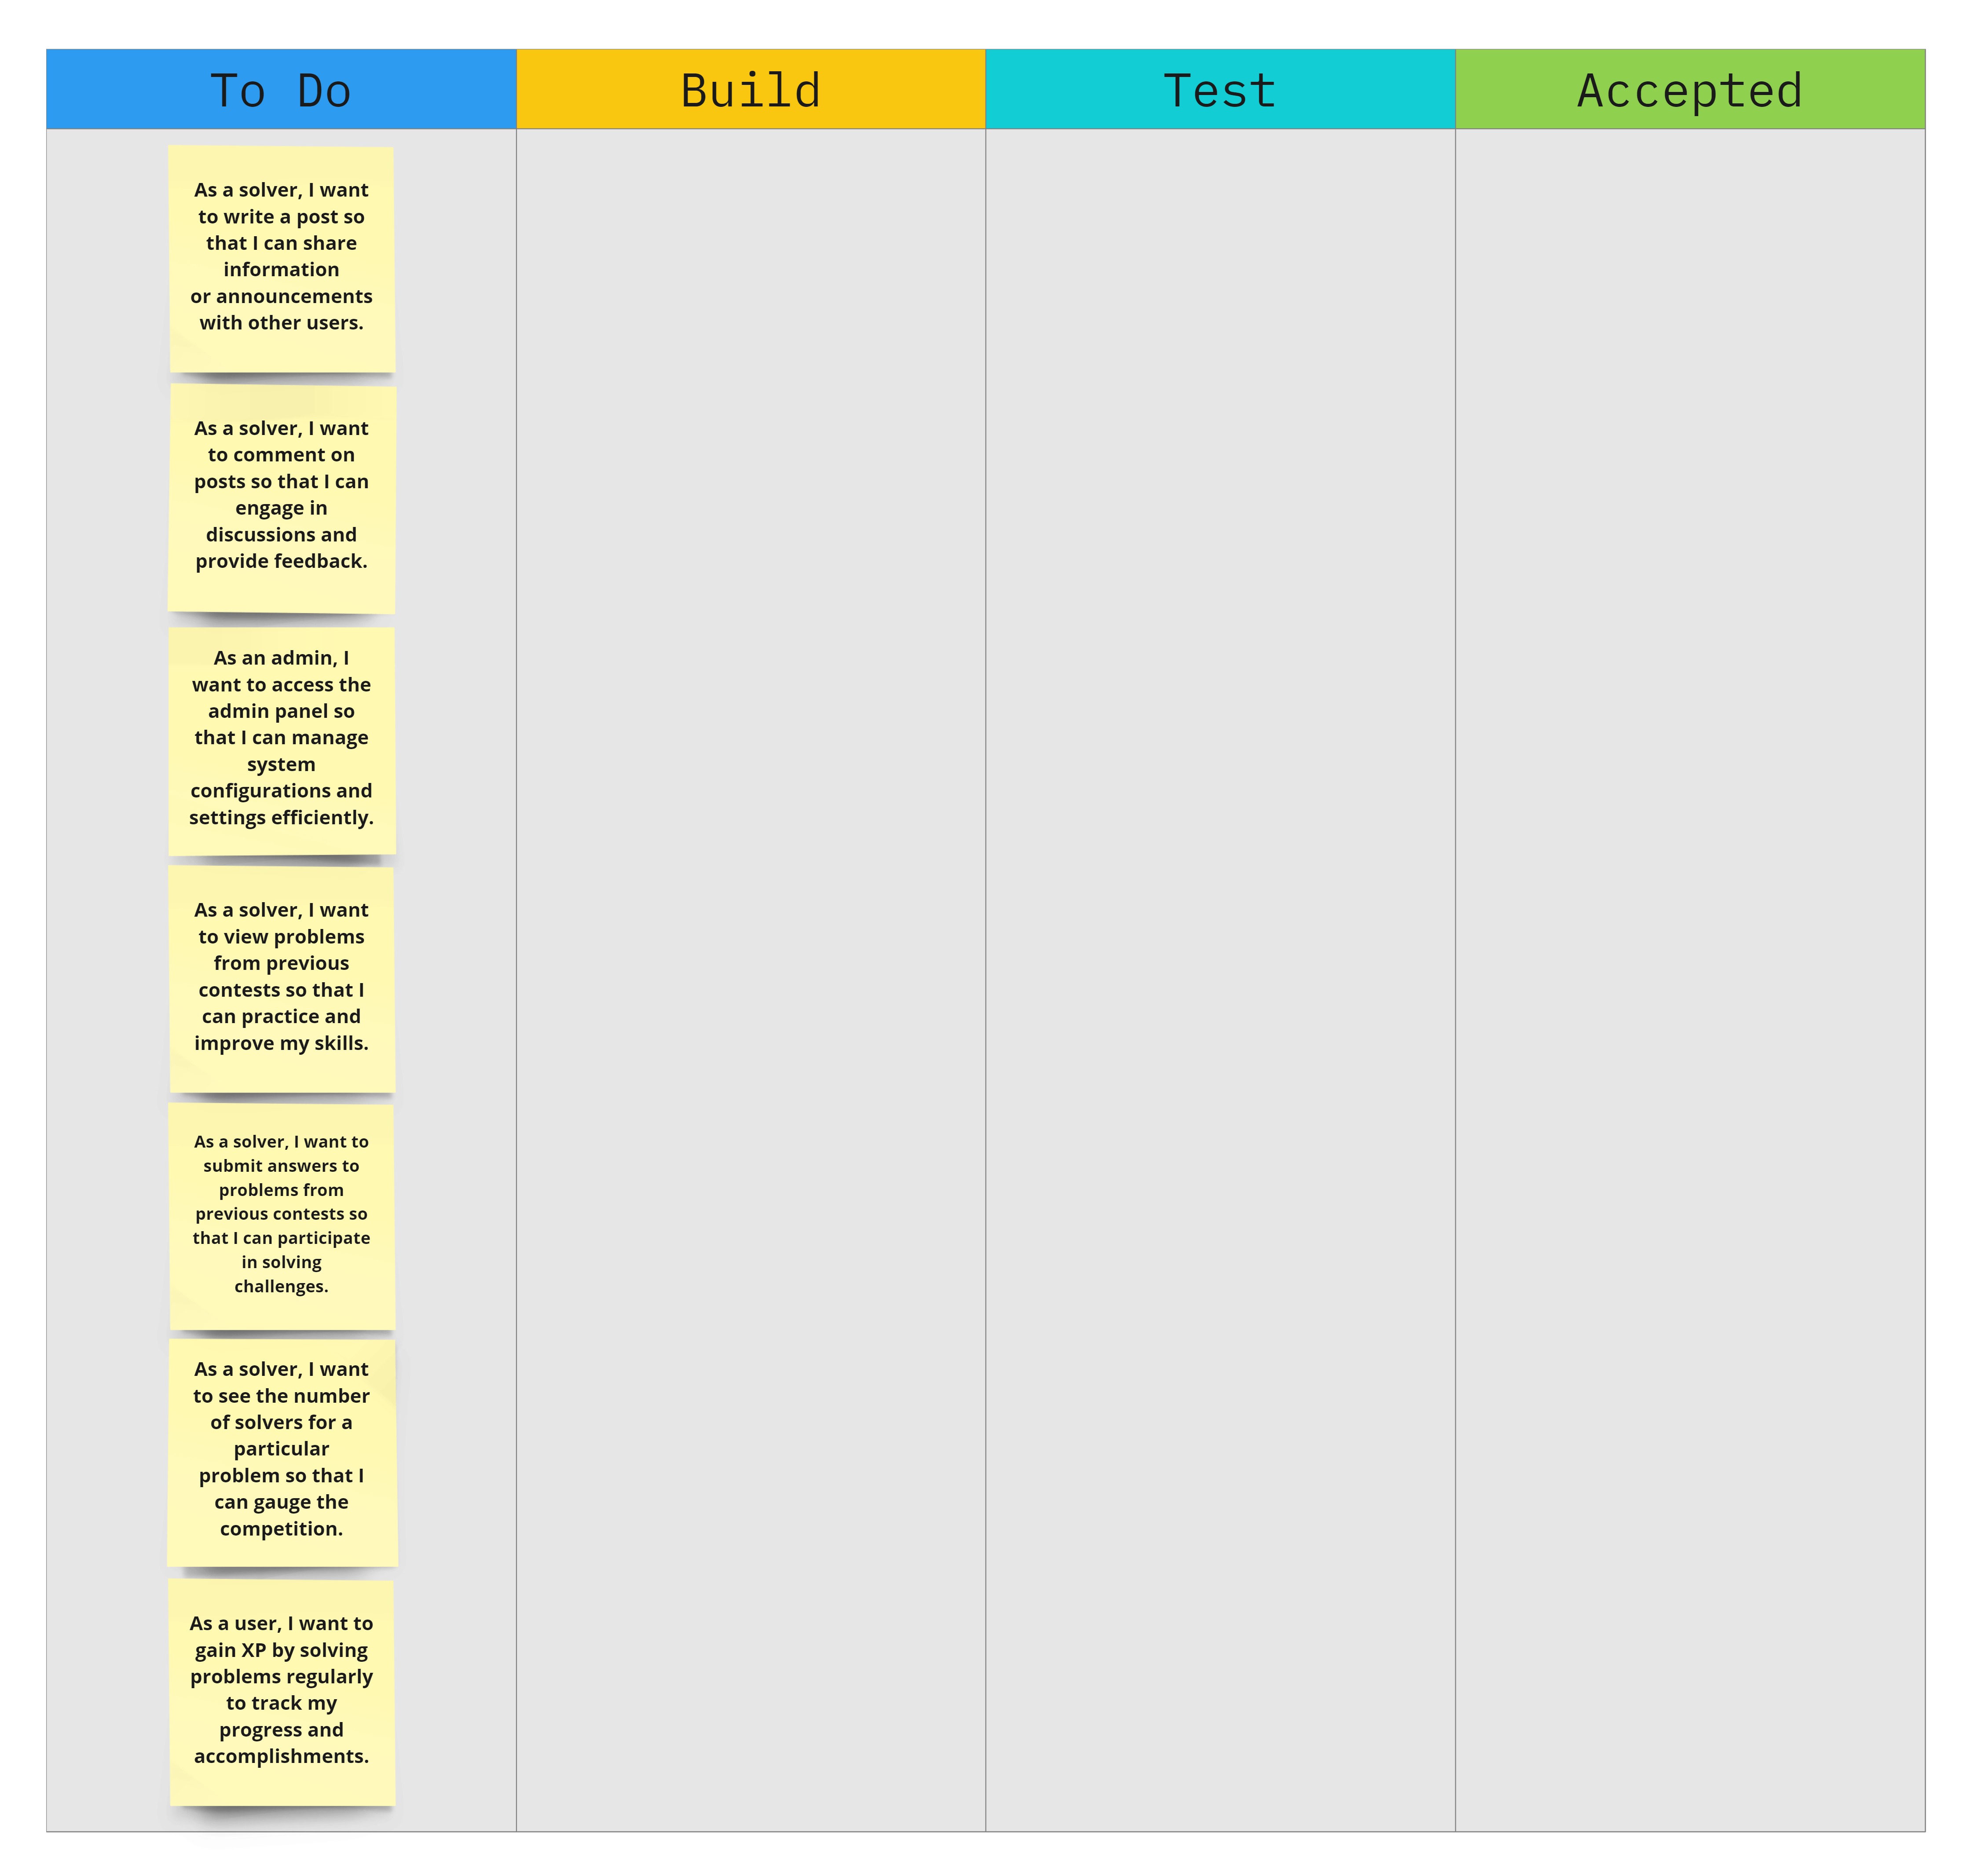 To Do
Build
Test
Accepted
As a solver, I want
to write a post so
that I can share
information
or announcements
with other users.
As a solver, I want
to comment on
posts so that I can
engage in
discussions and
provide feedback.
As an admin, I
want to access the
admin panel so
that I can manage
system
configurations and
settings efficiently.
As a solver, I want
to view problems
from previous
contests so that I
can practice and
improve my skills.
As a solver, I want to
submit answers to
problems from
previous contests so
that I can participate
in solving
challenges.
As a solver, I want
to see the number
of solvers for a
particular
problem so that I
can gauge the
competition.
As a user, I want to
gain XP by solving
problems regularly
to track my
progress and
accomplishments.